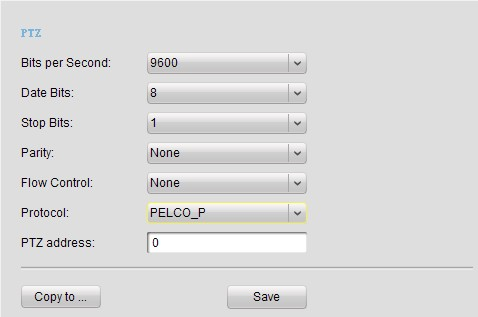 PTZ
Bits per Second: 9600
Date Bits: 8
Stop Bits: 1
Parity: None
Flow Control: None
Protocol: PELCO_P
PTZ address: 0
Copy to ... Save